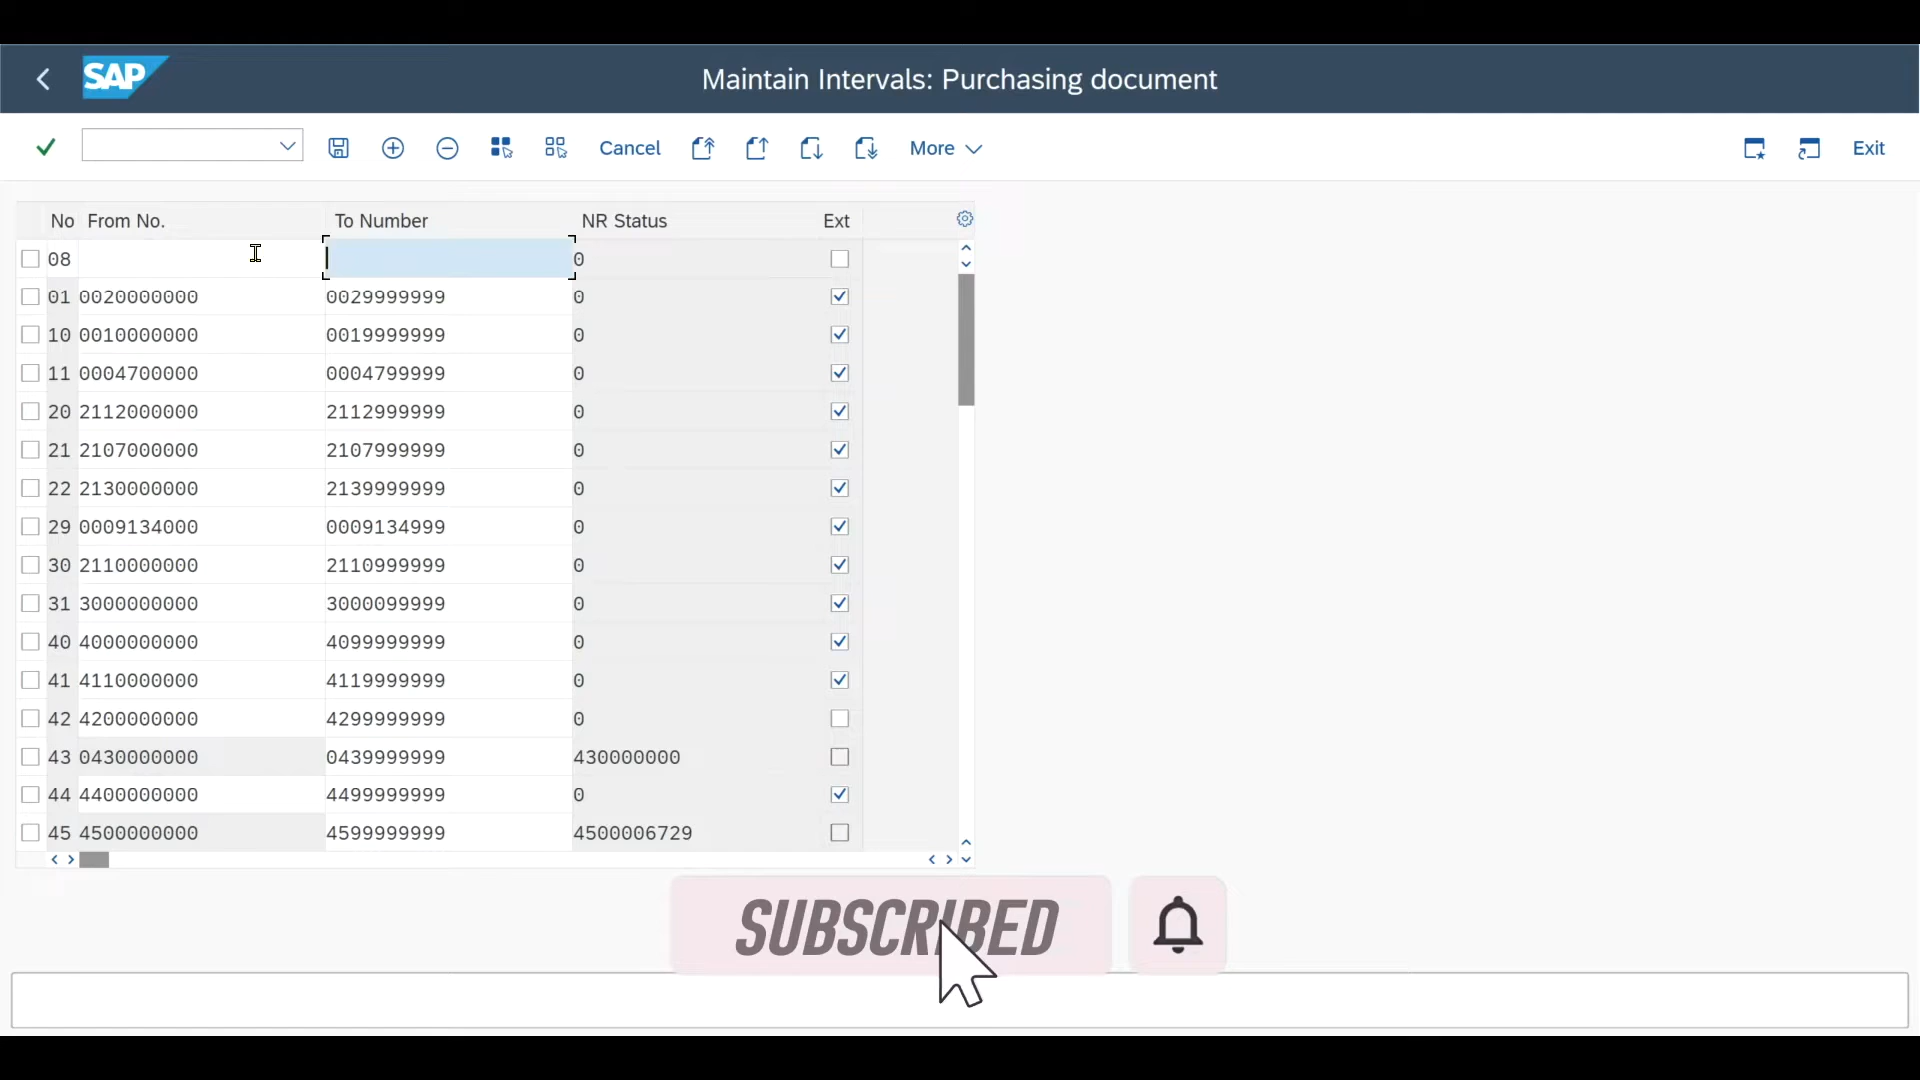 SAP
Maintain Intervals: Purchasing document
Cancel More Exit
No From No. To Number NR Status Ext
08 0
01 0020000000 0029999999 0
10 0010000000 0019999999 0
11 0004700000 0004799999 0
20 2112000000 2112999999 0
21 2107000000 2107999999 0
22 2130000000 2139999999 0
29 0009134000 0009134999 0
30 2110000000 2110999999 0
31 3000000000 3000099999 0
40 4000000000 4099999999 0
41 4110000000 4119999999 0
42 4200000000 4299999999 0
43 0430000000 0439999999 430000000
44 4400000000 4499999999 0
45 4500000000 4599999999 4500006729
SUBSCRIBED